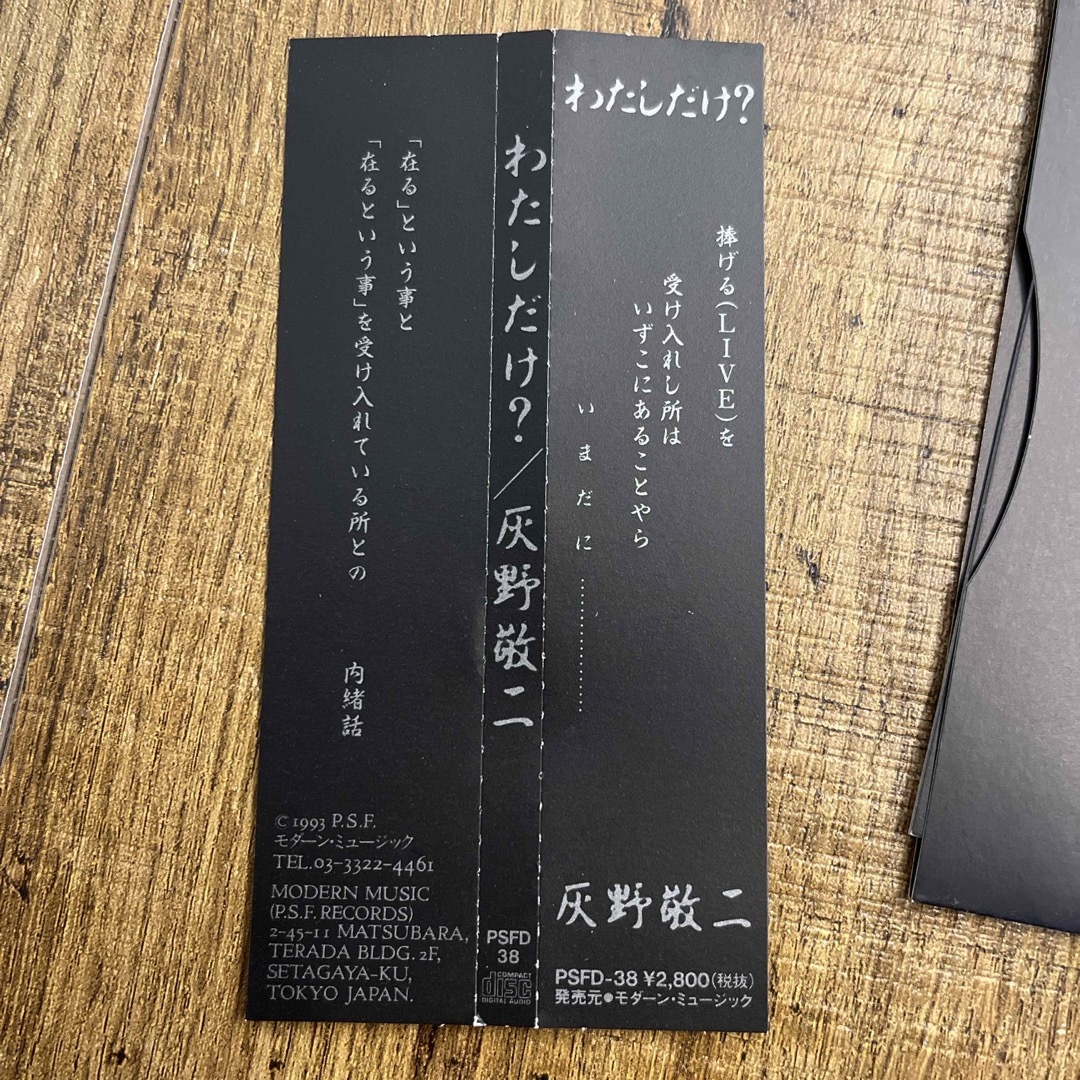 わたしだけ?
捧げる(LIVE)を
受け入れし所は
いずこにあることやら
いまだに…………
灰野敬二
PSFD-38 ¥2,800(税抜)
発売元●モダーン・ミュージック
わたしだけ?/灰野敬二
PSFD
38
COMPACT
disc
DIGITAL AUDIO
「在る」という事と
「在るという事」を受け入れている所との
内緒話
© 1993 P.S.F.
モダーン・ミュージック
TEL.03-3322-4461
MODERN MUSIC
(P.S.F. RECORDS)
2-45-11 MATSUBARA,
TERADA BLDG. 2F,
SETAGAYA-KU,
TOKYO JAPAN.